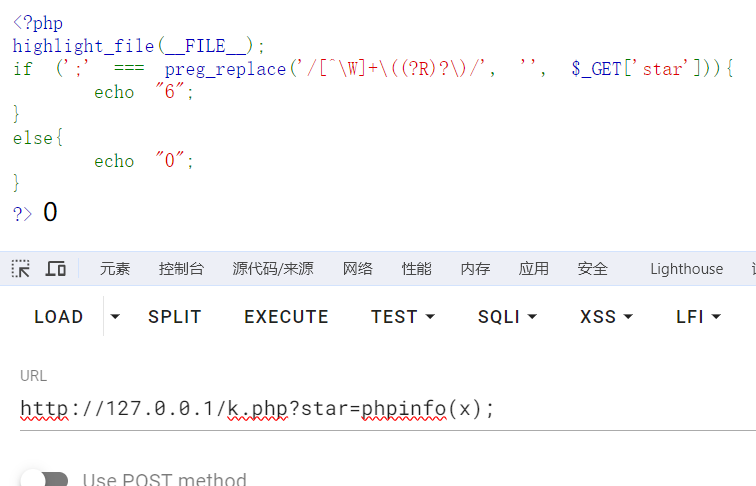 <?php
highlight_file(__FILE__);
if (';' === preg_replace('/[^\W]+\((?R)?\)/', '', $_GET['star'])){
        echo "6";
}
else{
        echo "0";
}
?> 0
元素 控制台 源代码/来源 网络 性能 内存 应用 安全 Lighthouse
LOAD SPLIT EXECUTE TEST SQLI XSS LFI
URL
http://127.0.0.1/k.php?star=phpinfo(x);
Use POST method